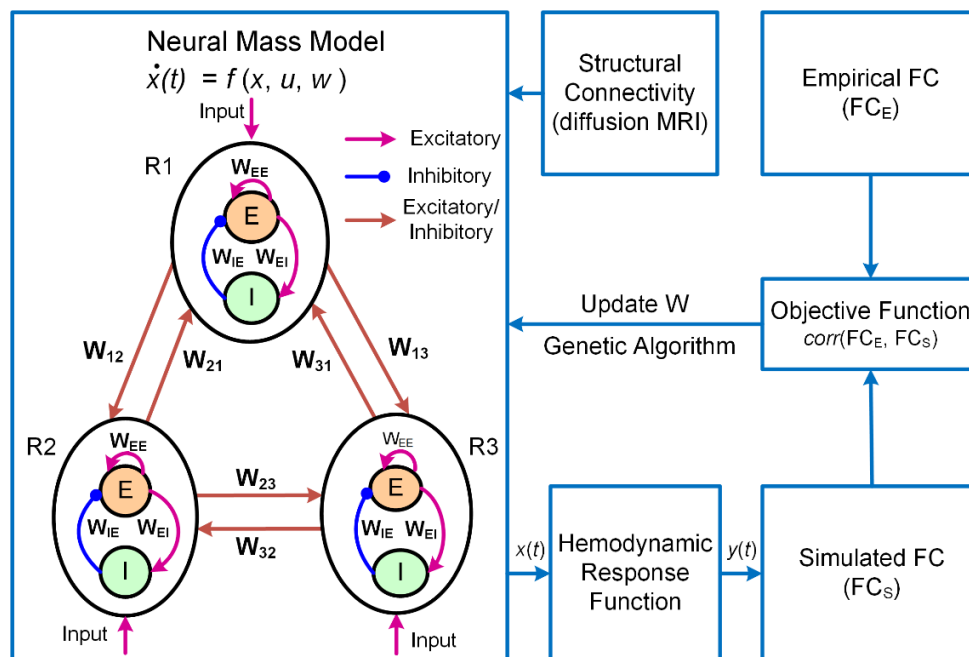 Neural Mass Model
ẋ(t) = f (x, u, w )
Input
Excitatory
Inhibitory
Excitatory/
Inhibitory
R1
W_EE
E
W_IE
W_EI
I
W_12
W_21
W_31
W_13
R2
W_EE
E
W_IE
W_EI
I
Input
W_23
W_32
R3
W_EE
E
W_IE
W_EI
I
Input
Structural
Connectivity
(diffusion MRI)
Empirical FC
(FC_E)
Update W
Genetic Algorithm
Objective Function
corr(FC_E, FC_S)
x(t)
Hemodynamic
Response
Function
y(t)
Simulated FC
(FC_S)